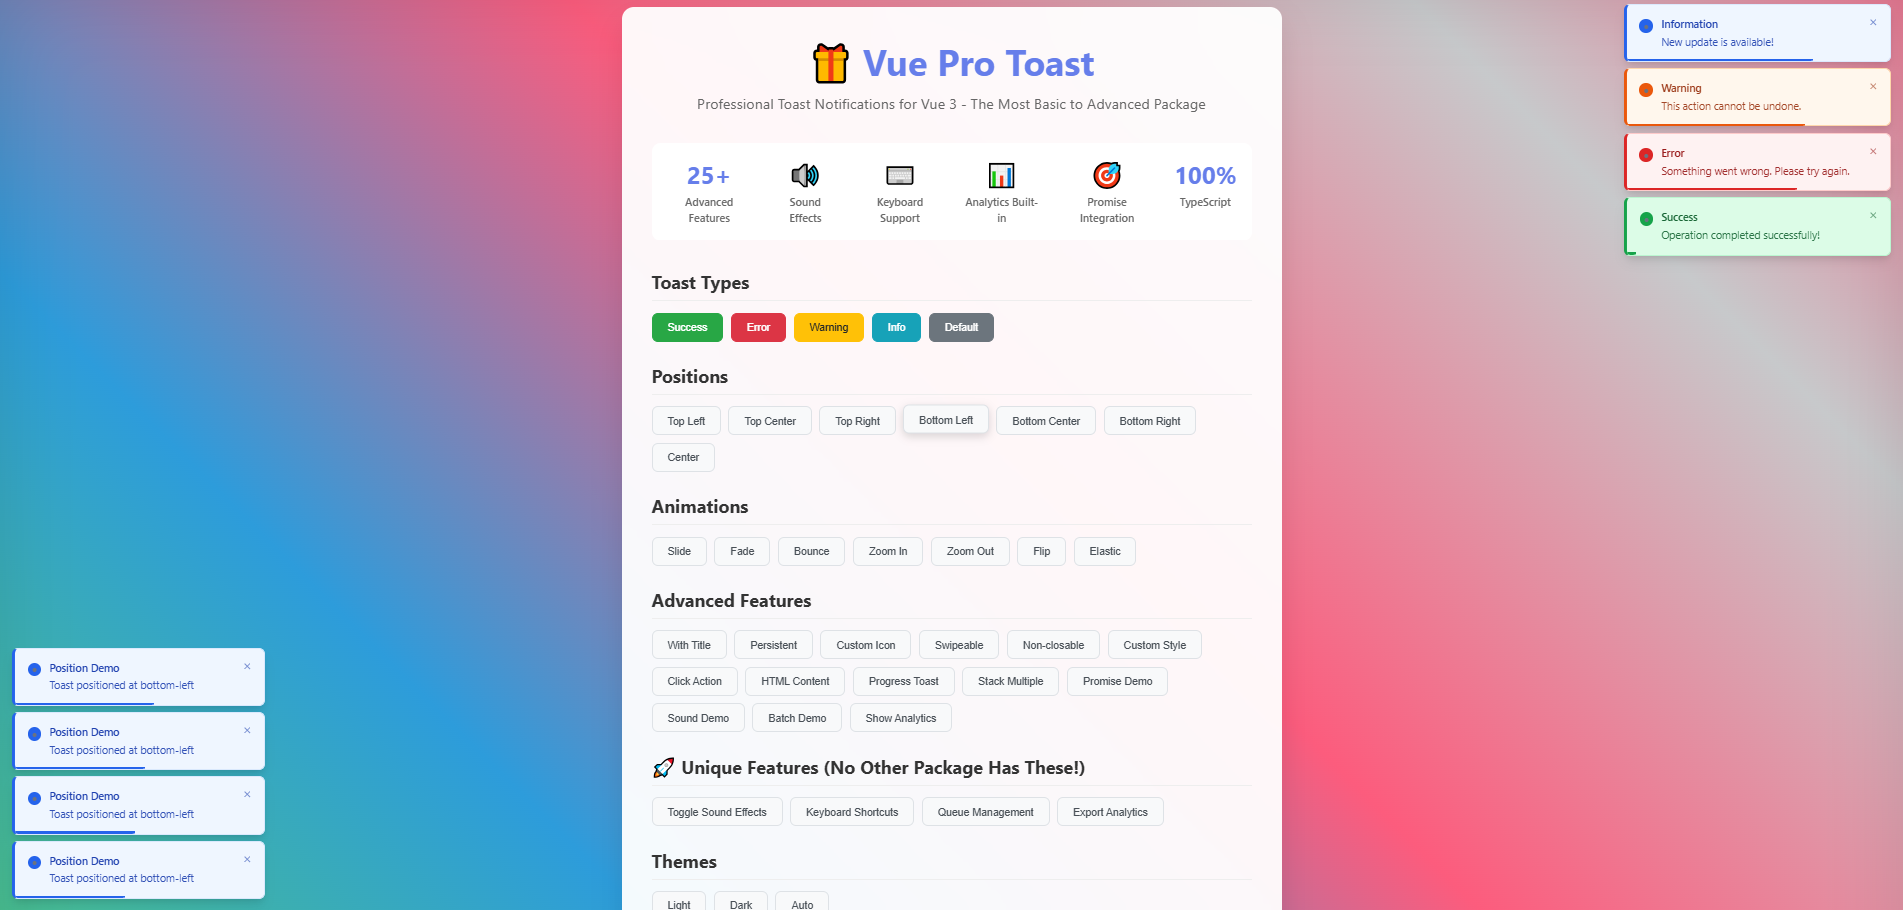 Vue Pro Toast
Professional Toast Notifications for Vue 3 - The Most Basic to Advanced Package
25+
Advanced
Features
Sound
Effects
Keyboard
Support
Analytics Built-
in
Promise
Integration
100%
TypeScript
Toast Types
Success Error Warning Info Default
Positions
Top Left Top Center Top Right Bottom Left Bottom Center Bottom Right
Center
Animations
Slide Fade Bounce Zoom In Zoom Out Flip Elastic
Advanced Features
With Title Persistent Custom Icon Swipeable Non-closable Custom Style
Click Action HTML Content Progress Toast Stack Multiple Promise Demo
Sound Demo Batch Demo Show Analytics
Unique Features (No Other Package Has These!)
Toggle Sound Effects Keyboard Shortcuts Queue Management Export Analytics
Themes
Light Dark Auto
Information
New update is available!
Warning
This action cannot be undone.
Error
Something went wrong. Please try again.
Success
Operation completed successfully!
Position Demo
Toast positioned at bottom-left
Position Demo
Toast positioned at bottom-left
Position Demo
Toast positioned at bottom-left
Position Demo
Toast positioned at bottom-left